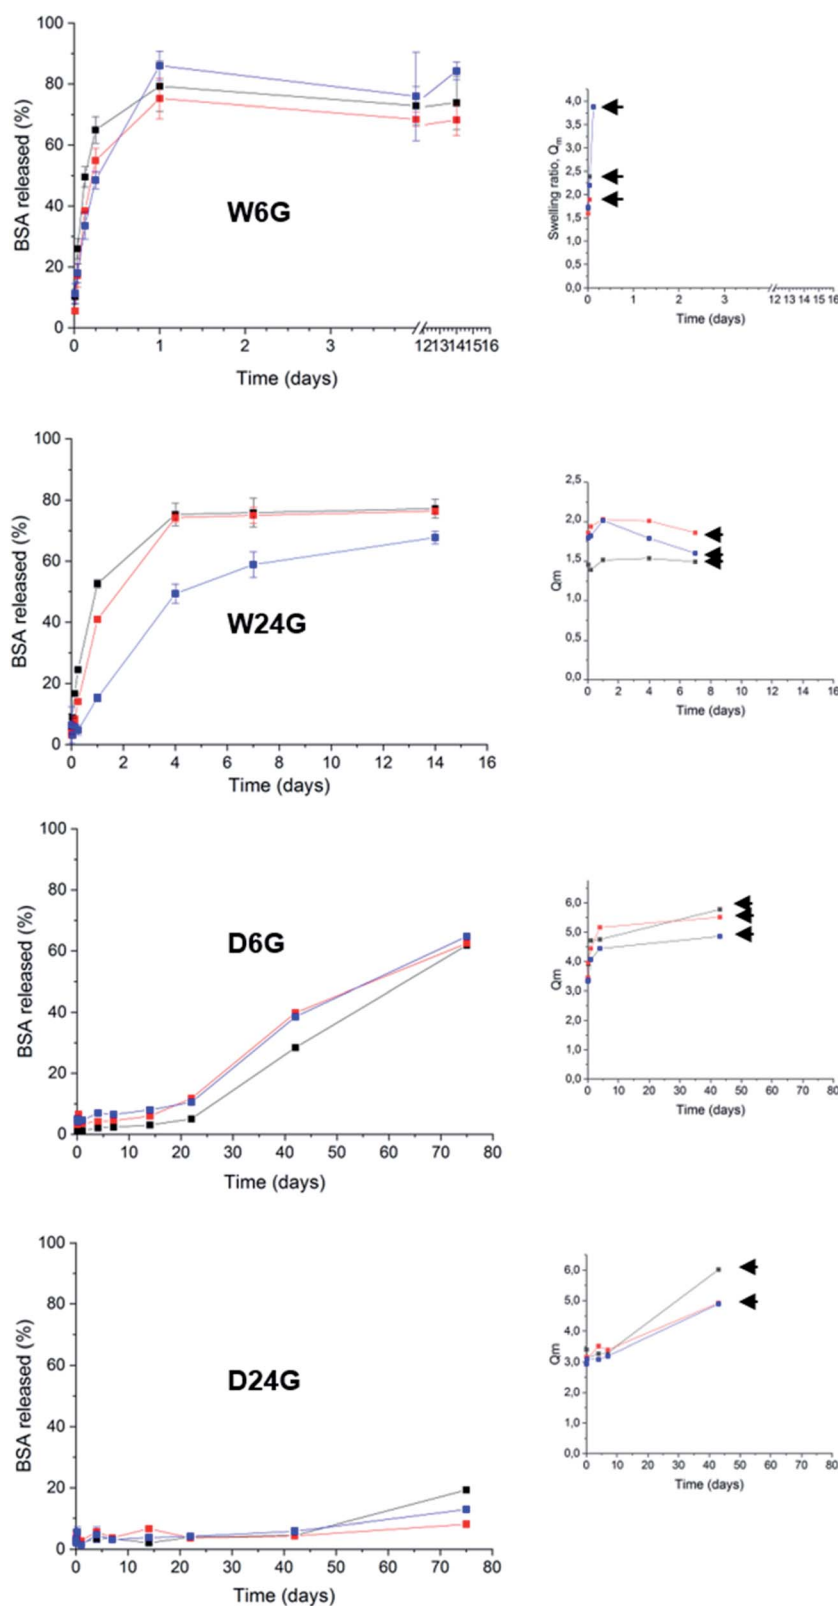 100
80
60
40
20
0
BSA released (%)
W6G
0 1 2 3 1213141516
Time (days)
4,0
3,5
3,0
2,5
2,0
1,5
1,0
0,5
0,0
Swelling ratio, Qm
0 1 2 3 12 13 14 15 16
Time (days)
100
80
60
40
20
0
BSA released (%)
W24G
0 2 4 6 8 10 12 14 16
Time (days)
2,5
2,0
1,5
1,0
0,5
0,0
Qm
0 2 4 6 8 10 12 14 16
Time (days)
100
80
60
40
20
0
BSA released (%)
D6G
0 10 20 30 40 50 60 70 80
Time (days)
6,0
5,0
4,0
3,0
2,0
1,0
0,0
Qm
0 10 20 30 40 50 60 70 80
Time (days)
100
80
60
40
20
0
BSA released (%)
D24G
0 10 20 30 40 50 60 70 80
Time (days)
6,0
5,0
4,0
3,0
2,0
1,0
0,0
Qm
0 10 20 30 40 50 60 70 80
Time (days)